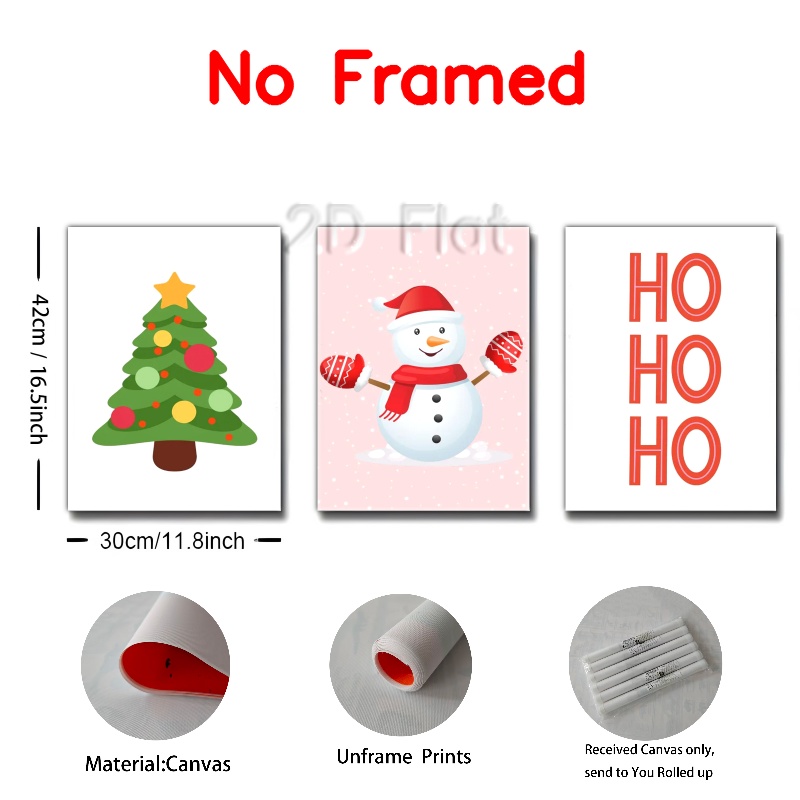 No Framed
2D Flat
42cm / 16.5inch
HO
HO
HO
30cm/11.8inch
Material:Canvas
Unframe Prints
Received Canvas only,
send to You Rolled up